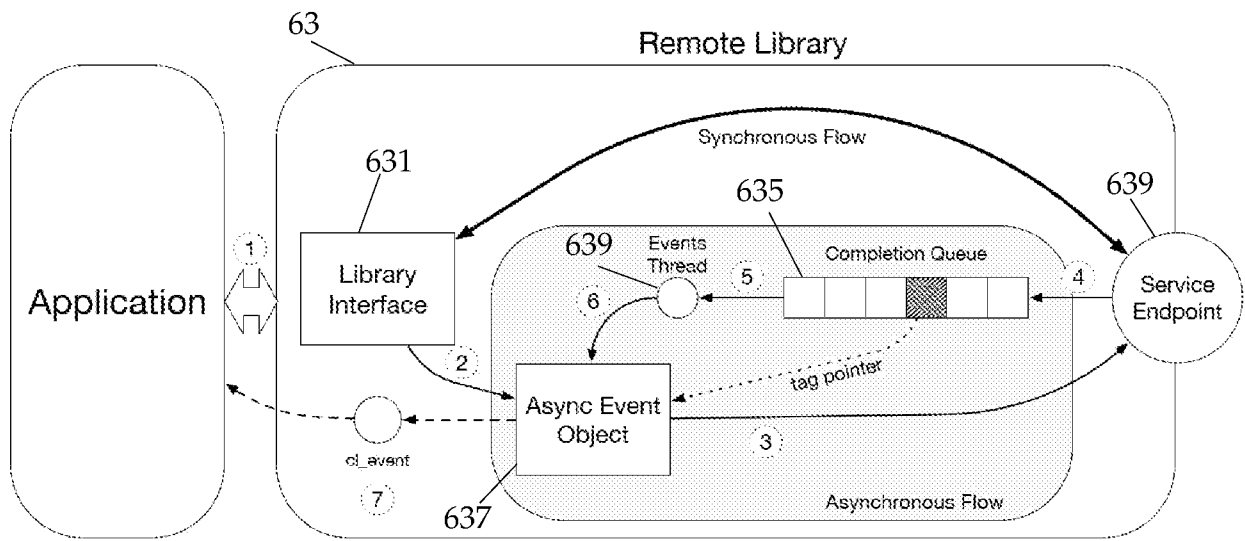 63
Remote Library
Synchronous Flow
631
635
639
1
639
Events
Thread
5
Completion Queue
4
Library
Interface
Application
6
Service
Endpoint
2
tag pointer
Async Event
Object
3
cl_event
7
637
Asynchronous Flow